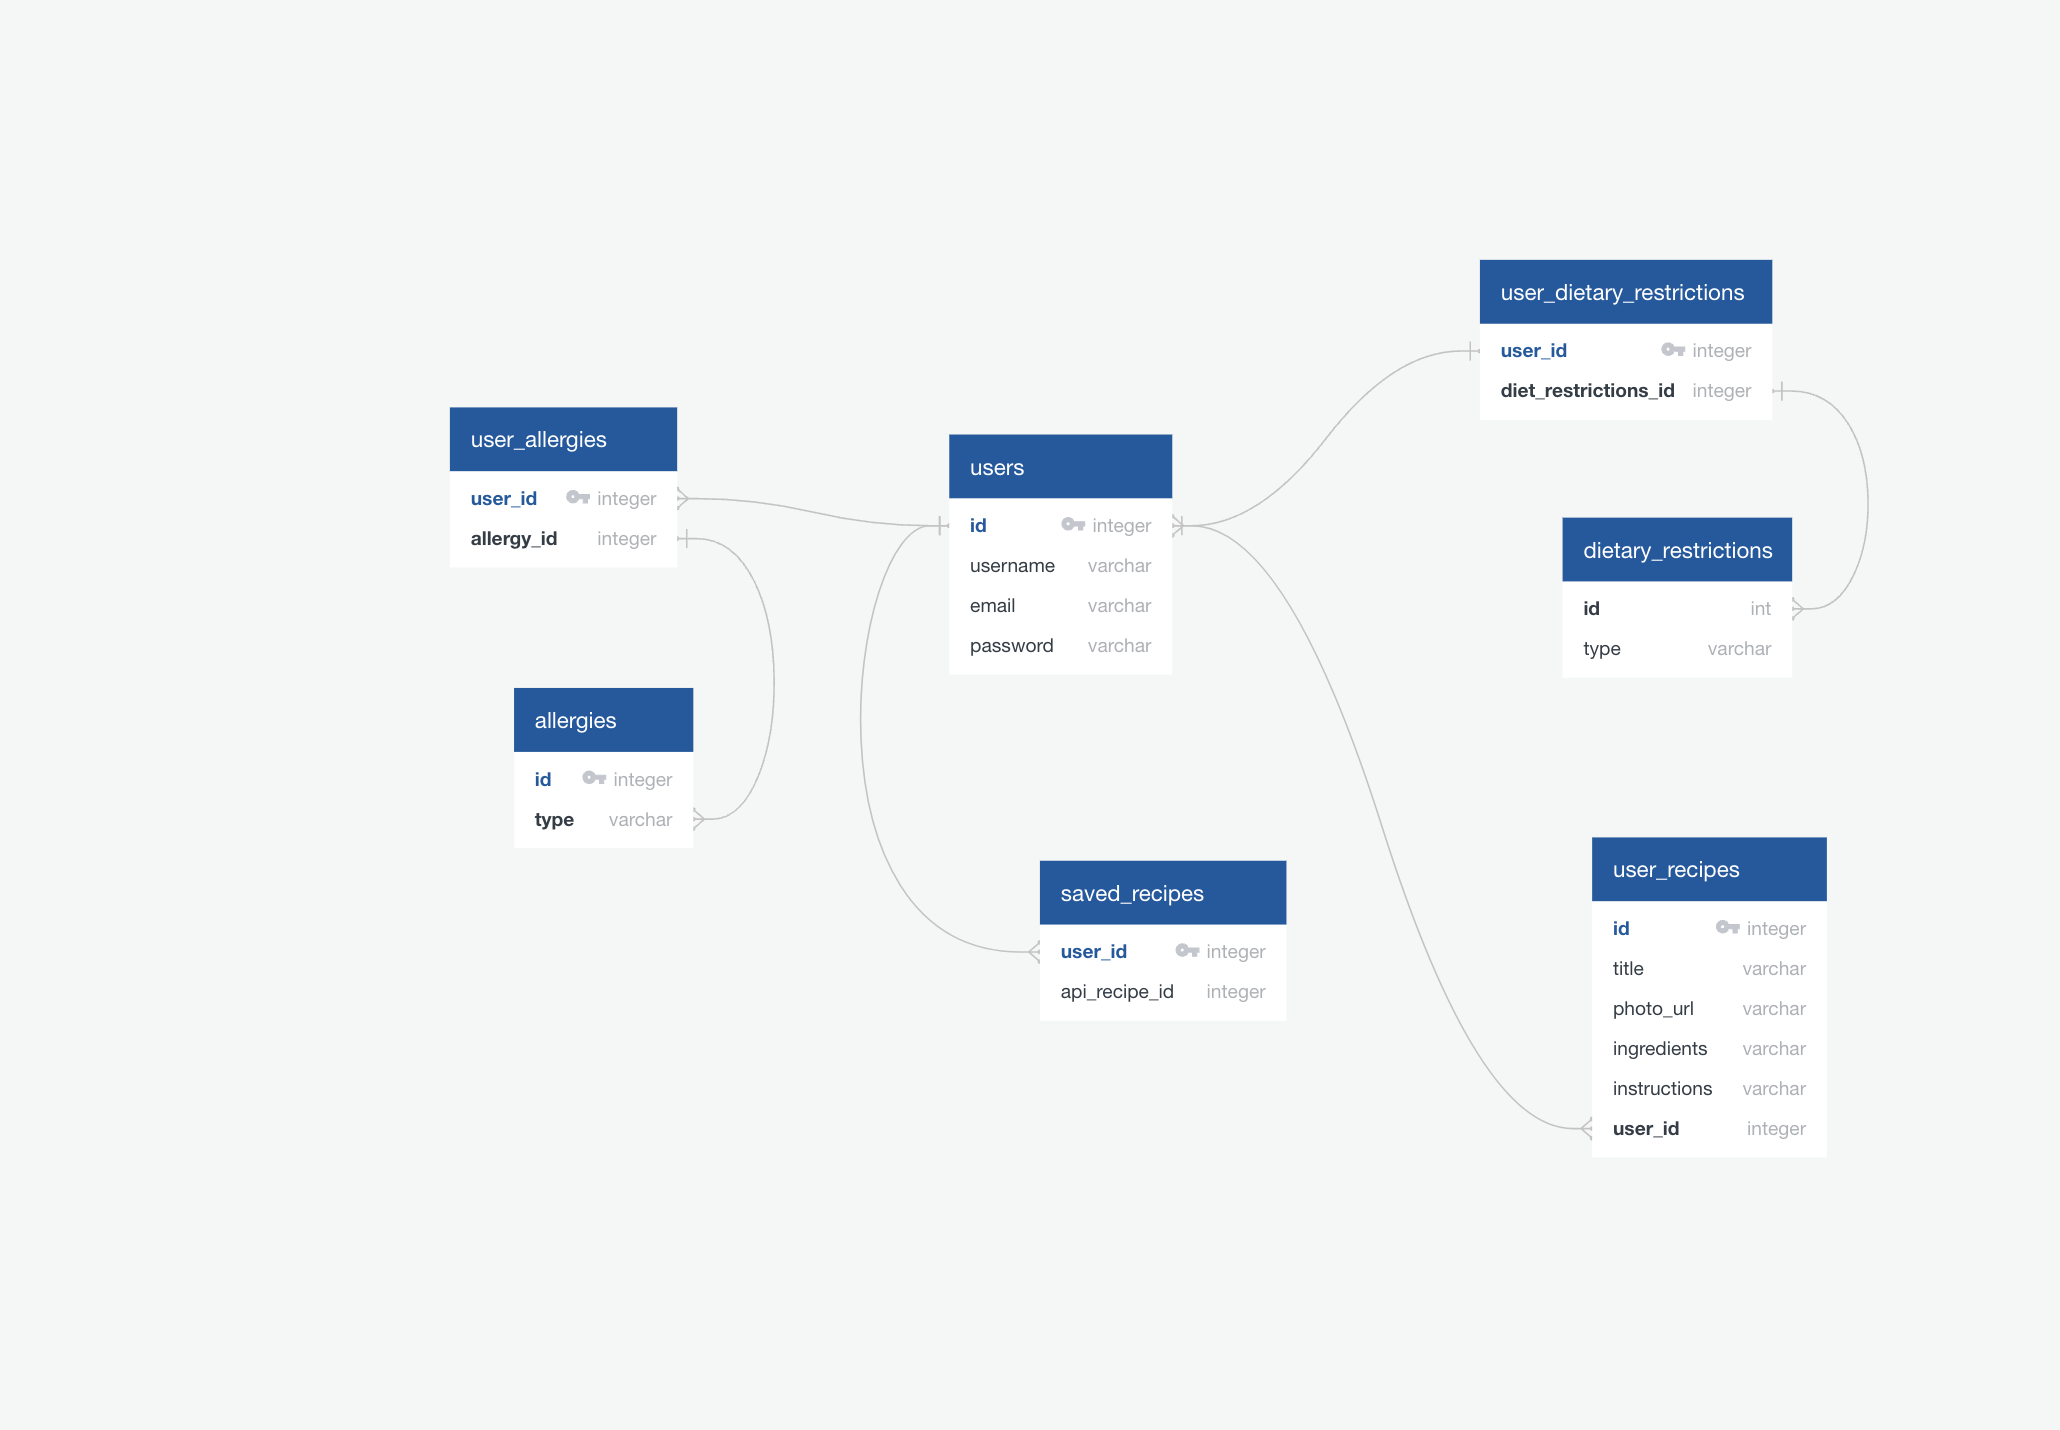 user_dietary_restrictions
user_id integer
diet_restrictions_id integer
user_allergies
user_id integer
allergy_id integer
users
id integer
username varchar
email varchar
password varchar
dietary_restrictions
id int
type varchar
allergies
id integer
type varchar
saved_recipes
user_id integer
api_recipe_id integer
user_recipes
id integer
title varchar
photo_url varchar
ingredients varchar
instructions varchar
user_id integer